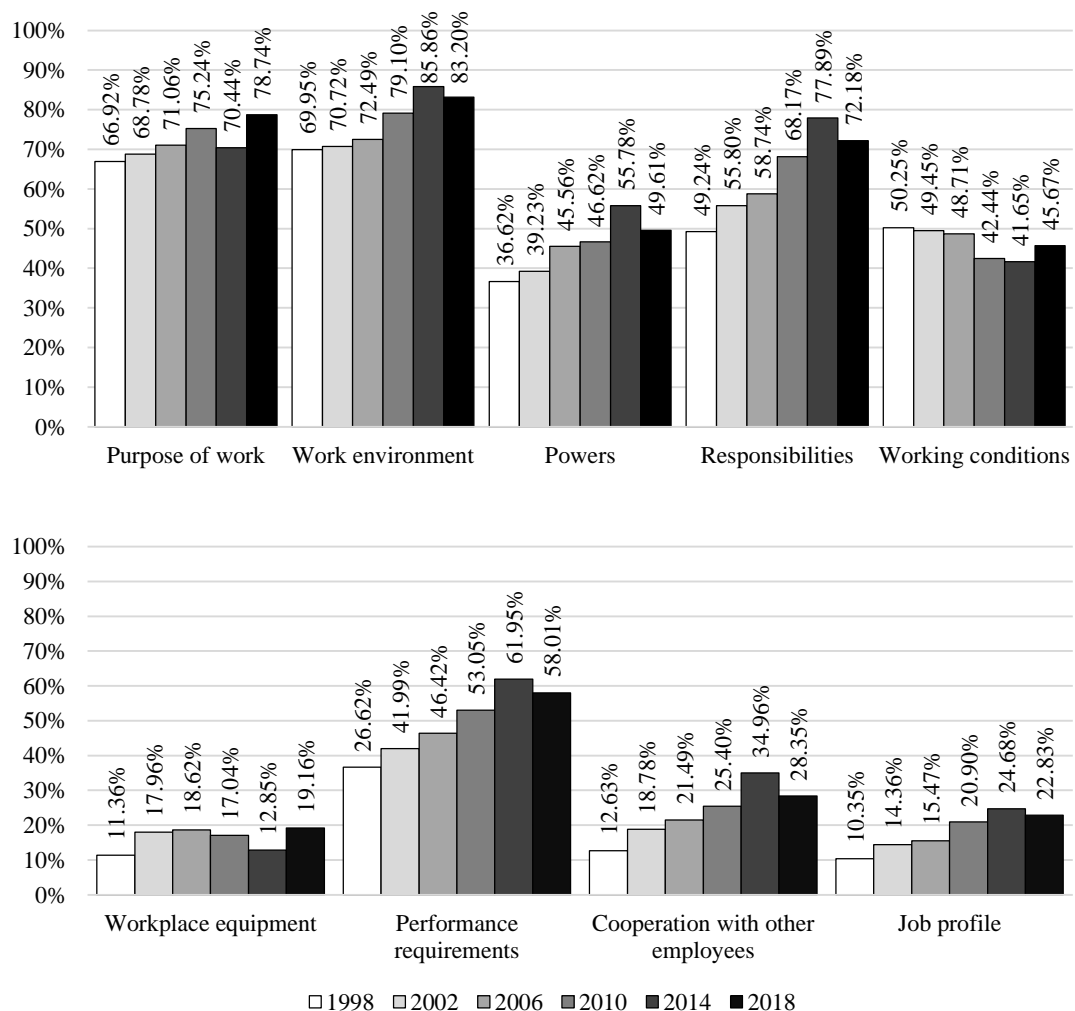 100%
90%
80%
70%
60%
50%
40%
30%
20%
10%
0%
66.92% 68.78% 71.06% 75.24% 70.44% 78.74%
69.95% 70.72% 72.49% 79.10% 85.86% 83.20%
36.62% 39.23% 45.56% 46.62% 55.78% 49.61%
49.24% 55.80% 58.74% 68.17% 77.89% 72.18%
50.25% 49.45% 48.71% 42.44% 41.65% 45.67%
Purpose of work Work environment Powers Responsibilities Working conditions
100%
90%
80%
70%
60%
50%
40%
30%
20%
10%
0%
11.36% 17.96% 18.62% 17.04% 12.85% 19.16%
26.62% 41.99% 46.42% 53.05% 61.95% 58.01%
12.63% 18.78% 21.49% 25.40% 34.96% 28.35%
10.35% 14.36% 15.47% 20.90% 24.68% 22.83%
Workplace equipment
Performance
requirements
Cooperation with other
employees
Job profile
1998 2002 2006 2010 2014 2018